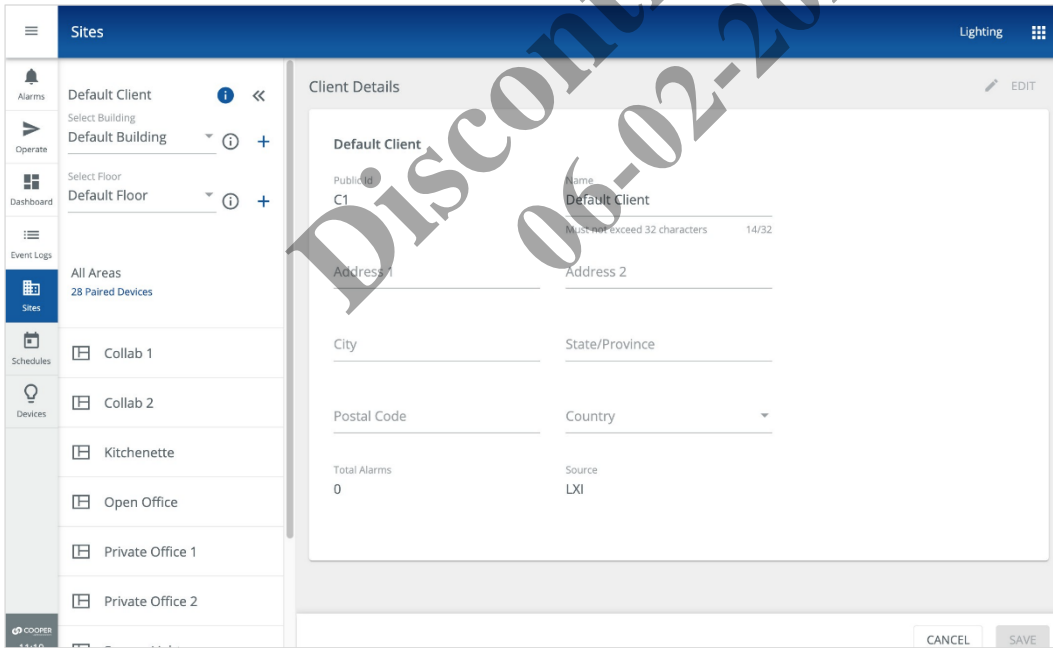 Sites
Lighting
Alarms
Operate
Dashboard
Event Logs
Sites
Schedules
Devices
COOPER
Default Client
Select Building
Default Building
Select Floor
Default Floor
All Areas
28 Paired Devices
Collab 1
Collab 2
Kitchenette
Open Office
Private Office 1
Private Office 2
Client Details
EDIT
Default Client
Public Id
C1
Name
Default Client
Must not exceed 32 characters 14/32
Address 1
Address 2
City
State/Province
Postal Code
Country
Total Alarms
0
Source
LXI
CANCEL
SAVE
06-02-20